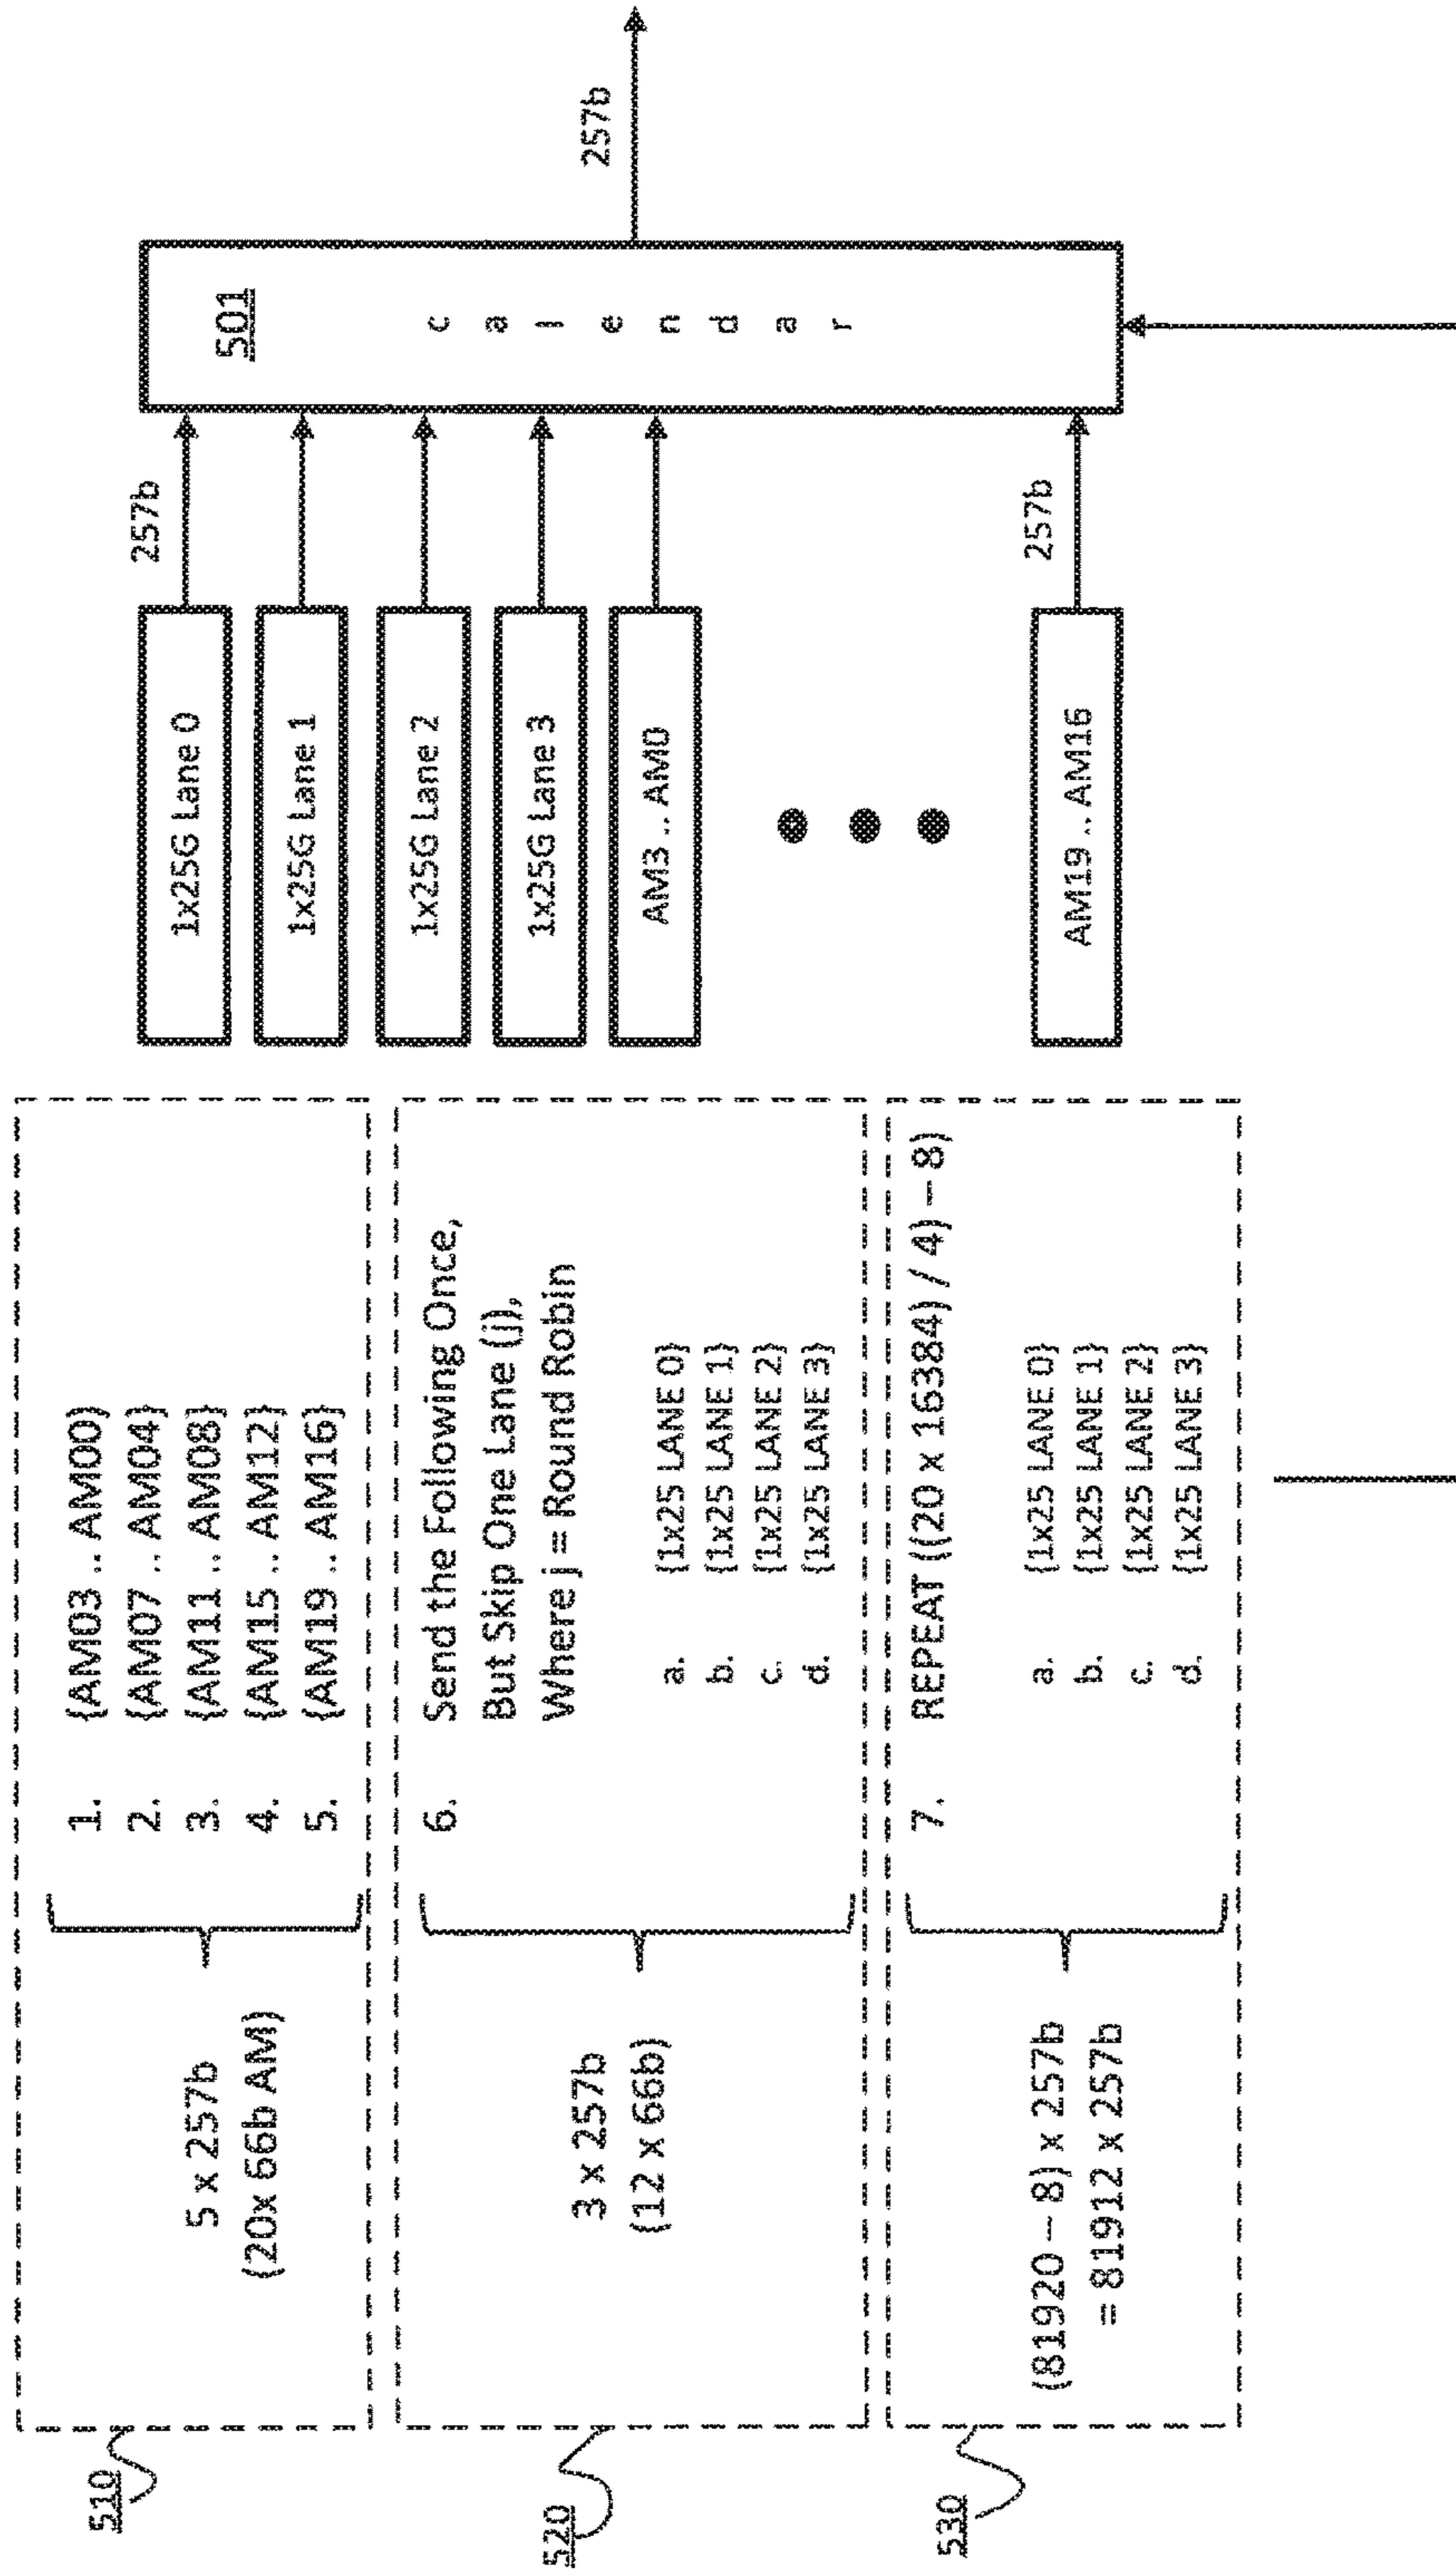 510
5 x 257b
(20x 66b AM)
1. {AM03 .. AM00}
2. {AM07 .. AM04}
3. {AM11 .. AM08}
4. {AM15 .. AM12}
5. {AM19 .. AM16}
520
3 x 257b
(12 x 66b)
6. Send the Following Once,
But Skip One Lane (j),
Where j = Round Robin
a. {1x25 LANE 0}
b. {1x25 LANE 1}
c. {1x25 LANE 2}
d. {1x25 LANE 3}
530
(81920 – 8) x 257b
= 81912 x 257b
7. REPEAT ((20 x 16384) / 4) – 8)
a. {1x25 LANE 0}
b. {1x25 LANE 1}
c. {1x25 LANE 2}
d. {1x25 LANE 3}
1x25G Lane 0
1x25G Lane 1
1x25G Lane 2
1x25G Lane 3
AM3 .. AM0
AM19 .. AM16
257b
257b
501
calendar
257b